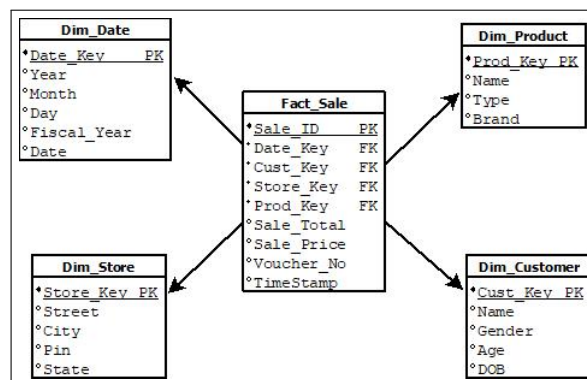 Dim_Date
Date_Key PK
Year
Month
Day
Fiscal_Year
Date
Dim_Product
Prod_Key PK
Name
Type
Brand
Fact_Sale
Sale_ID PK
Date_Key FK
Cust_Key FK
Store_Key FK
Prod_Key FK
Sale_Total
Sale_Price
Voucher_No
TimeStamp
Dim_Store
Store_Key PK
Street
City
Pin
State
Dim_Customer
Cust_Key PK
Name
Gender
Age
DOB